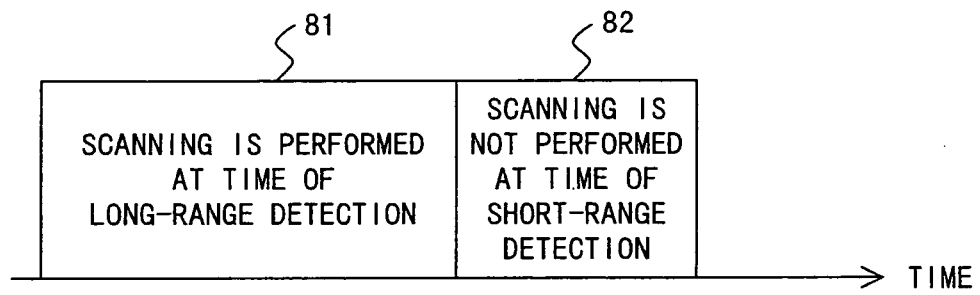 81
82
SCANNING IS PERFORMED
AT TIME OF
LONG-RANGE DETECTION
SCANNING IS
NOT PERFORMED
AT TIME OF
SHORT-RANGE
DETECTION
TIME